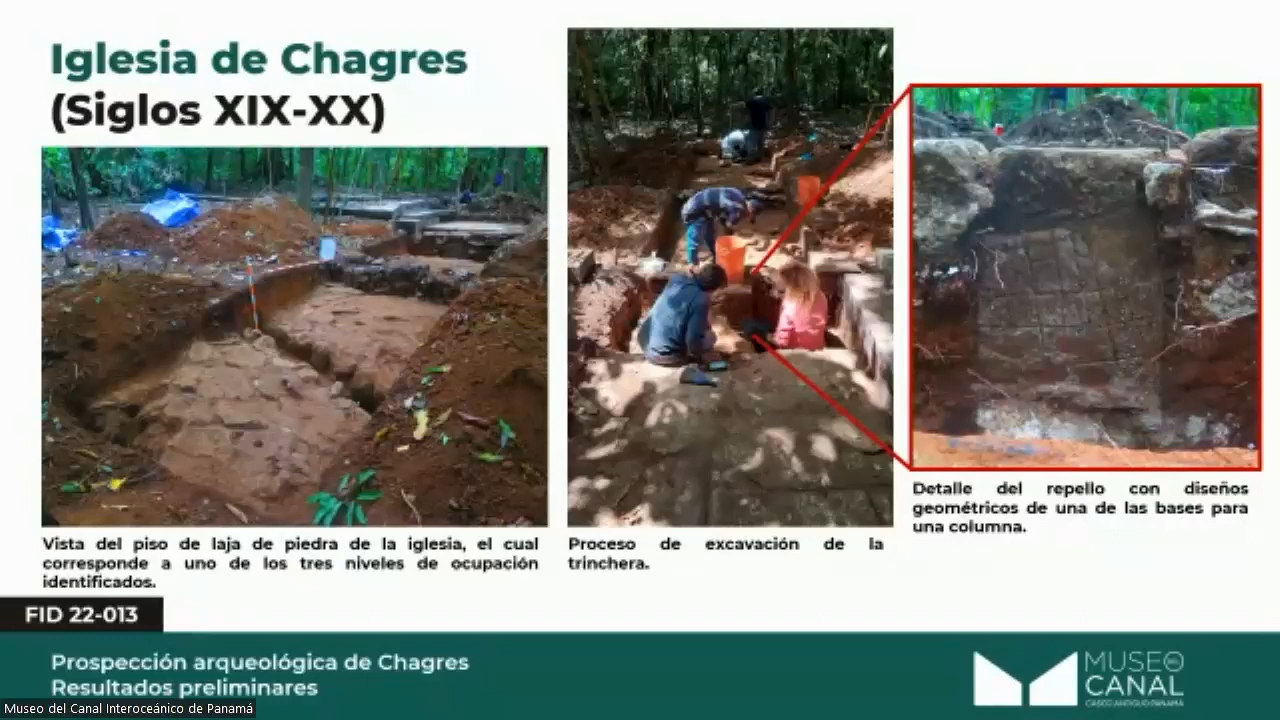 Iglesia de Chagres
(Siglos XIX-XX)
Vista del piso de laja de piedra de la iglesia, el cual
corresponde a uno de los tres niveles de ocupación
identificados.
Proceso de excavación de la
trinchera.
Detalle del repello con diseños
geométricos de una de las bases para
una columna.
FID 22-013
Prospección arqueológica de Chagres
Resultados preliminares
MUSEO
CANAL
CASCO ANTIGUO PANAMÁ
Museo del Canal Interoceánico de Panamá